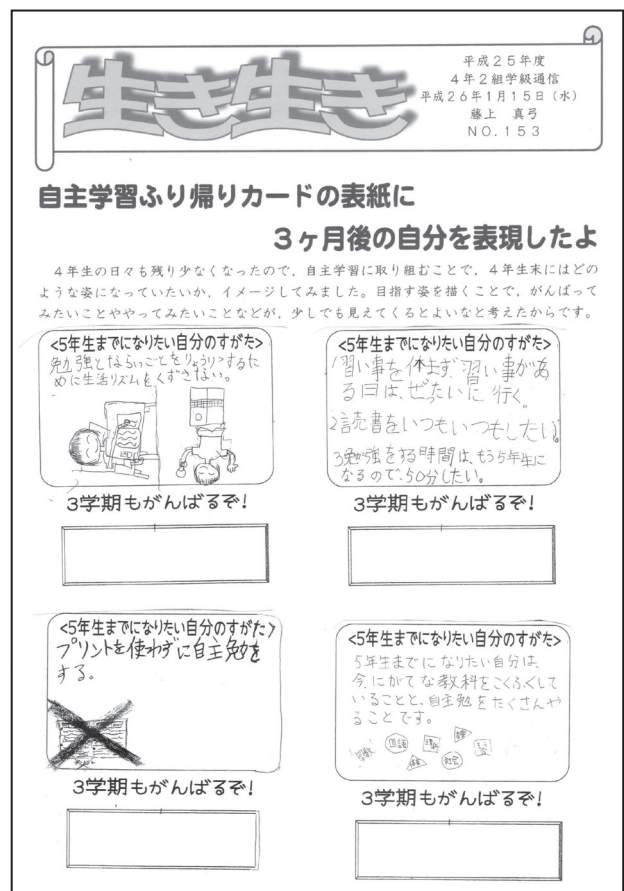 生き生き
平成25年度
4年2組学級通信
平成26年1月15日(水)
藤上 真弓
NO.153
自主学習ふり帰りカードの表紙に
3ヶ月後の自分を表現したよ
4年生の日々も残り少なくなったので,自主学習に取り組むことで,4年生末にはどの
ような姿になっていたいか,イメージしてみました。目指す姿を描くことで,がんばって
みたいことややってみたいことなどが,少しでも見えてくるとよいなと考えたからです。
<5年生までになりたい自分のすがた>
勉強とならいごとをりょうりつするた
めに生活リズムをくずさない。
3学期もがんばるぞ!
<5年生までになりたい自分のすがた>
1習い事を休まず習い事があ
る日は、ぜったいに行く。
2読書をいつもいつもしたい。
3勉強をする時間は、もう5年生に
なるので、50分したい。
3学期もがんばるぞ!
<5年生までになりたい自分のすがた>
プリントを使わずに自主勉を
する。
3学期もがんばるぞ!
<5年生までになりたい自分のすがた>
5年生までになりたい自分は、
今にがてな教科をこくふくして
いることと、自主勉をたくさんや
ることです。
国語
社会
3学期もがんばるぞ!